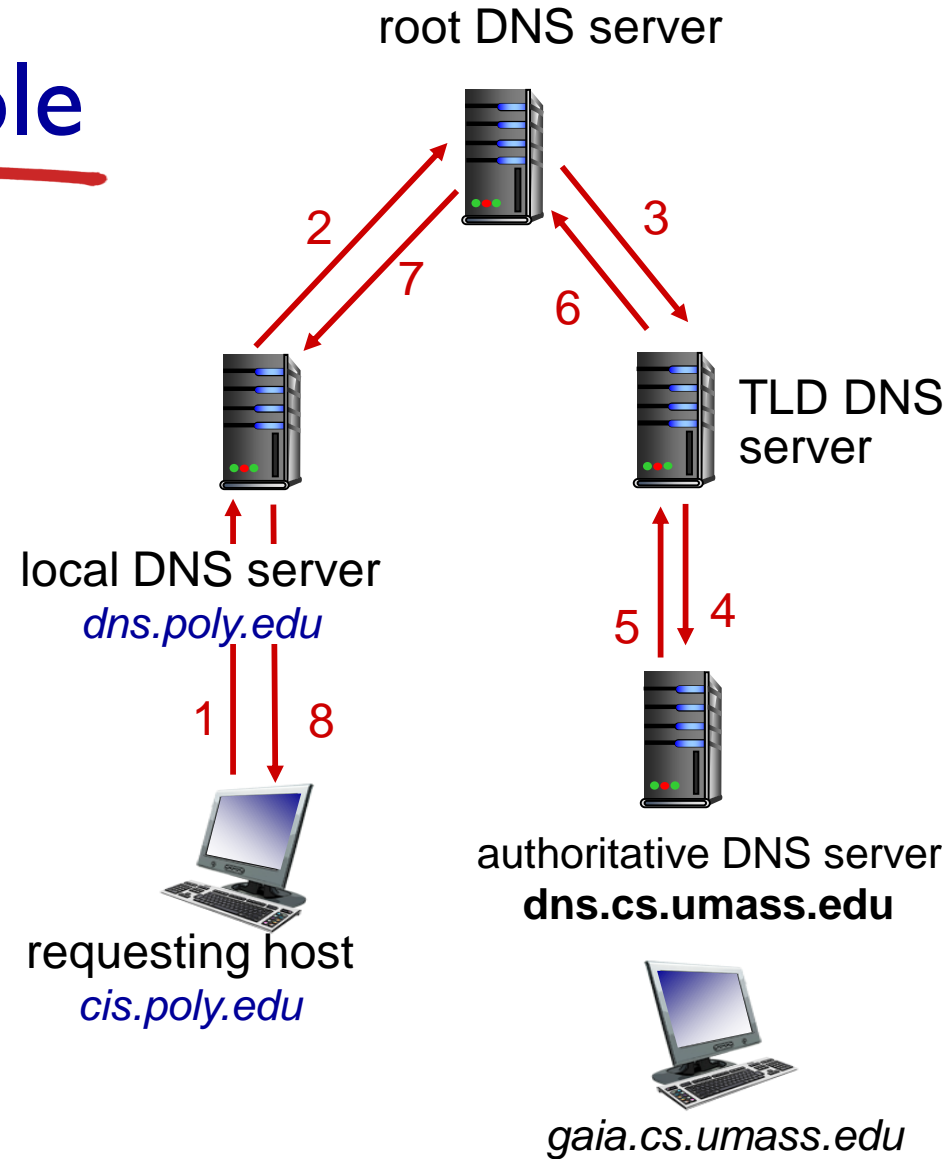 root DNS server
2
3
7
6
TLD DNS
server
local DNS server
dns.poly.edu
5
4
1
8
authoritative DNS server
dns.cs.umass.edu
requesting host
cis.poly.edu
gaia.cs.umass.edu